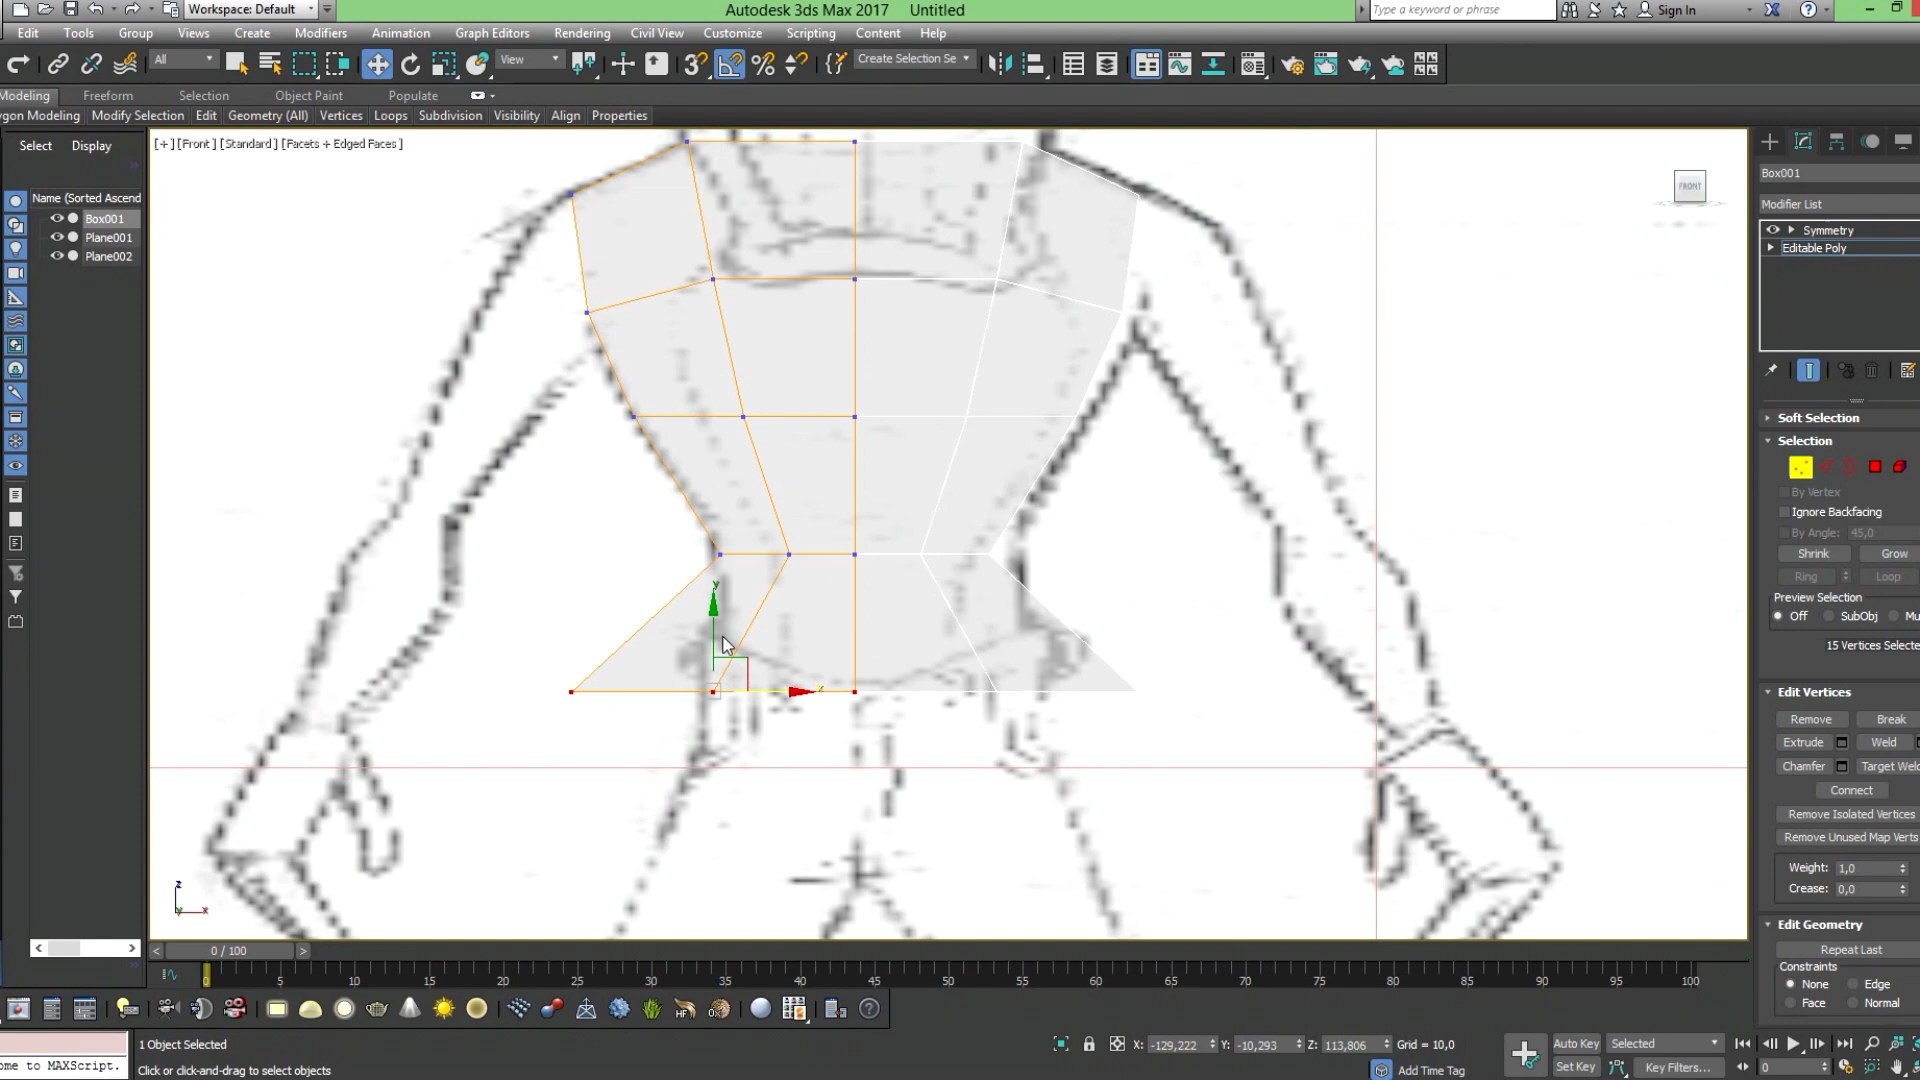 Workspace: Default
Autodesk 3ds Max 2017 Untitled
Type a keyword or phrase
Sign In
Edit Tools Group Views Create Modifiers Animation Graph Editors Rendering Civil View Customize Scripting Content Help
All
View
Create Selection Se
Modeling Freeform Selection Object Paint Populate
ygon Modeling Modify Selection Edit Geometry (All) Vertices Loops Subdivision Visibility Align Properties
Select Display
[+] [Front] [Standard] [Facets + Edged Faces]
Name (Sorted Ascend
Box001
Plane001
Plane002
FRONT
y
x
z
y
x
Box001
Modifier List
Symmetry
Editable Poly
Soft Selection
Selection
By Vertex
Ignore Backfacing
By Angle: 45,0
Shrink Grow
Ring Loop
Preview Selection
Off SubObj Mu
15 Vertices Selecte
Edit Vertices
Remove Break
Extrude Weld
Chamfer Target Weld
Connect
Remove Isolated Vertices
Remove Unused Map Verts
Weight: 1,0
Crease: 0,0
Edit Geometry
Repeat Last
Constraints
None Edge
Face Normal
< 0 / 100 >
0 5 10 15 20 25 30 35 40 45 50 55 60 65 70 75 80 85 90 95 100
HF
ome to MAXScript.
1 Object Selected
Click or click-and-drag to select objects
X: -129,222 Y: -10,293 Z: 113,806 Grid = 10,0
Add Time Tag
Auto Key Selected
Set Key Key Filters...
0